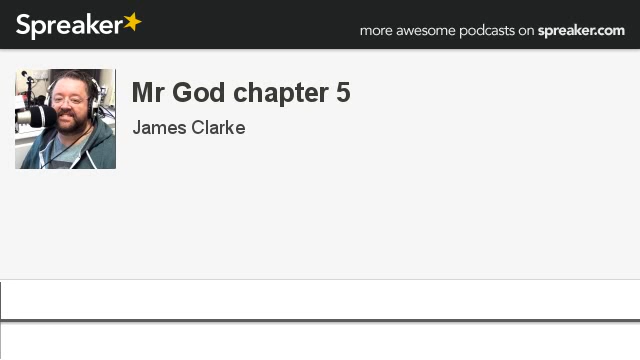 Spreaker
more awesome podcasts on spreaker.com
Mr God chapter 5
James Clarke